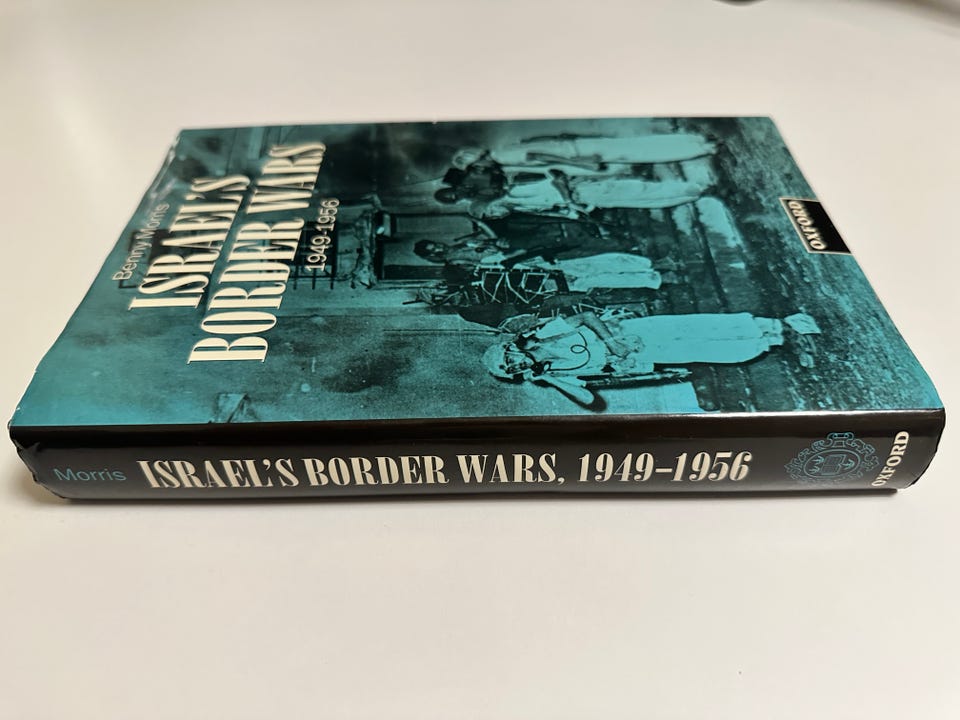 Benny Morris
ISRAEL'S
BORDER WARS
1949-1956
OXFORD
Morris ISRAEL'S BORDER WARS, 1949–1956 OXFORD